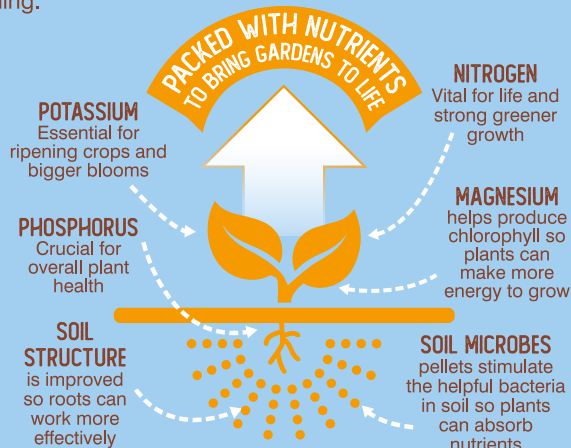 PACKED WITH NUTRIENTS
TO BRING GARDENS TO LIFE
POTASSIUM
Essential for
ripening crops and
bigger blooms
PHOSPHORUS
Crucial for
overall plant
health
SOIL
STRUCTURE
is improved
so roots can
work more
effectively
NITROGEN
Vital for life and
strong greener
growth
MAGNESIUM
helps produce
chlorophyll so
plants can
make more
energy to grow
SOIL MICROBES
pellets stimulate
the helpful bacteria
in soil so plants
can absorb
nutrients